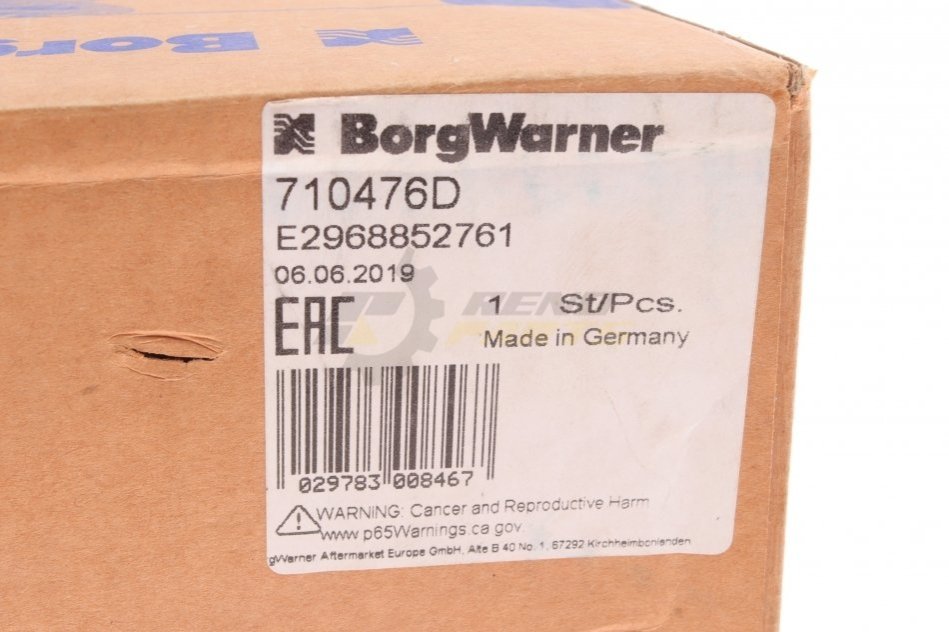 Bors
BorgWarner
710476D
E2968852761
06.06.2019
EAC
1 St/Pcs.
Made in Germany
029783 008467
WARNING: Cancer and Reproductive Harm
www.p65Warnings.ca.gov.
gWarner Aftermarket Europe GmbH, Alte B 40 No. 1, 67292 Kirchheimbolanden